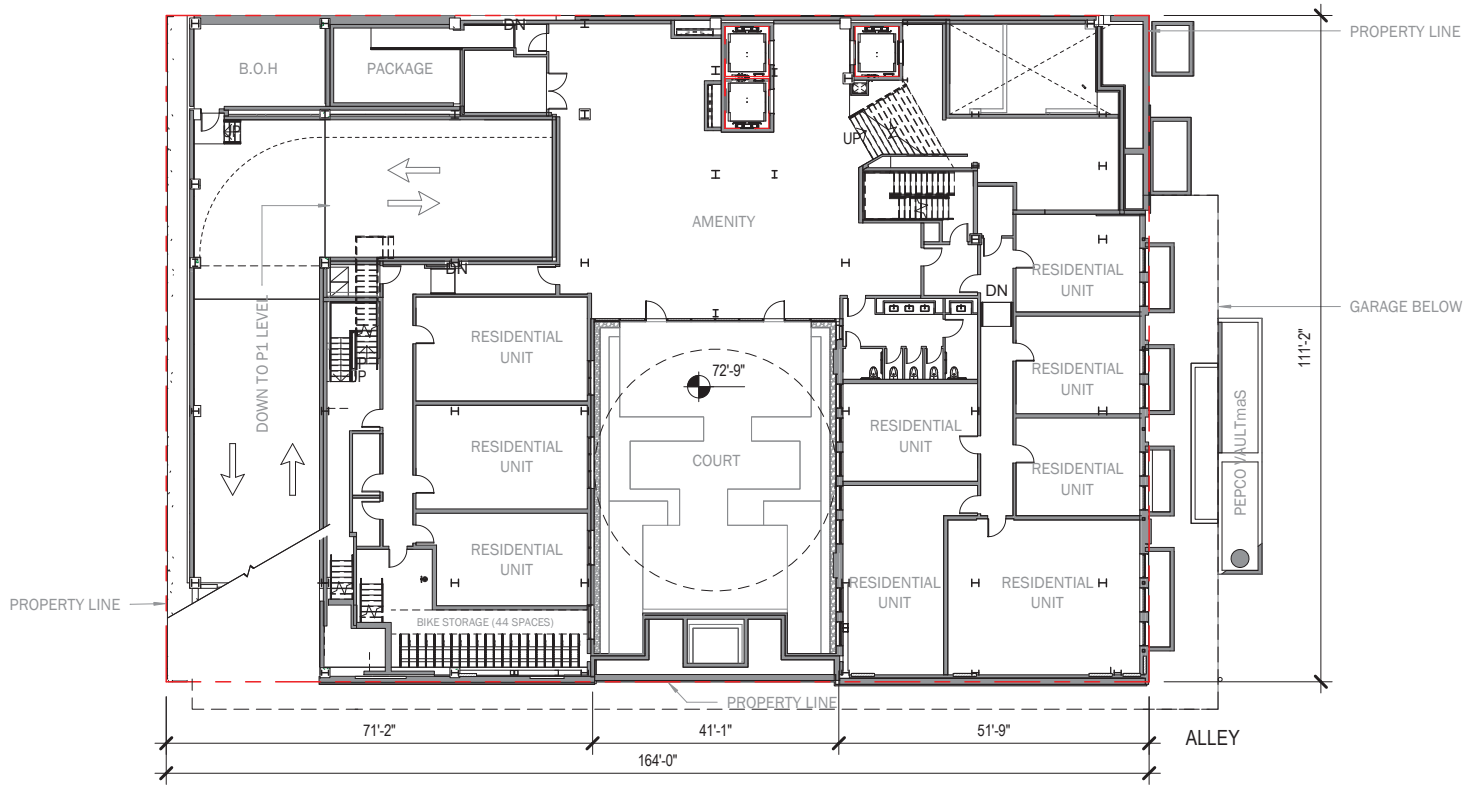 DN
PROPERTY LINE
B.O.H
PACKAGE
UP
AMENITY
DN
RESIDENTIAL
UNIT
DN
GARAGE BELOW
DOWN TO P1 LEVEL
RESIDENTIAL
UNIT
RESIDENTIAL
UNIT
111'-2"
72'-9"
RESIDENTIAL
UNIT
RESIDENTIAL
UNIT
COURT
RESIDENTIAL
UNIT
PEPCO VAULTmaS
RESIDENTIAL
UNIT
RESIDENTIAL
UNIT
RESIDENTIAL
UNIT
PROPERTY LINE
BIKE STORAGE (44 SPACES)
PROPERTY LINE
71'-2"
41'-1"
51'-9"
ALLEY
164'-0"